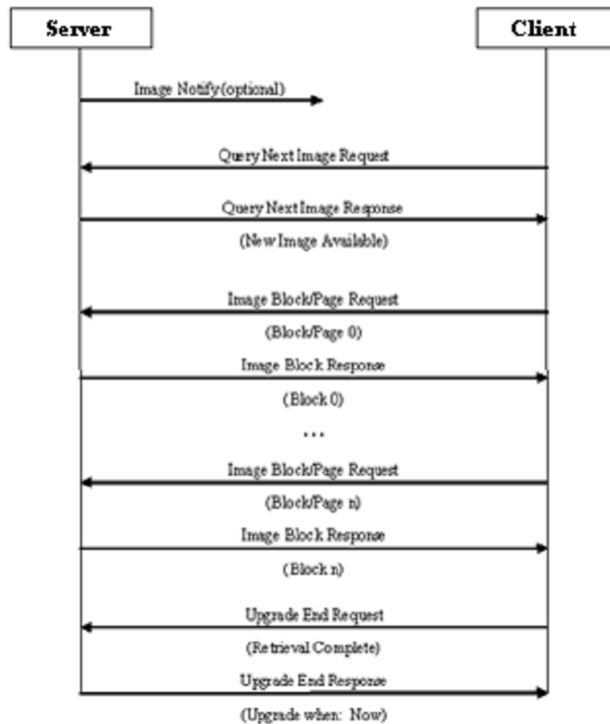 Server
Client
Image Notify (optional)
Query Next Image Request
Query Next Image Response
(New Image Available)
Image Block/Page Request
(Block/Page 0)
Image Block Response
(Block 0)
...
Image Block/Page Request
(Block/Page n)
Image Block Response
(Block n)
Upgrade End Request
(Retrieval Complete)
Upgrade End Response
(Upgrade when: Now)